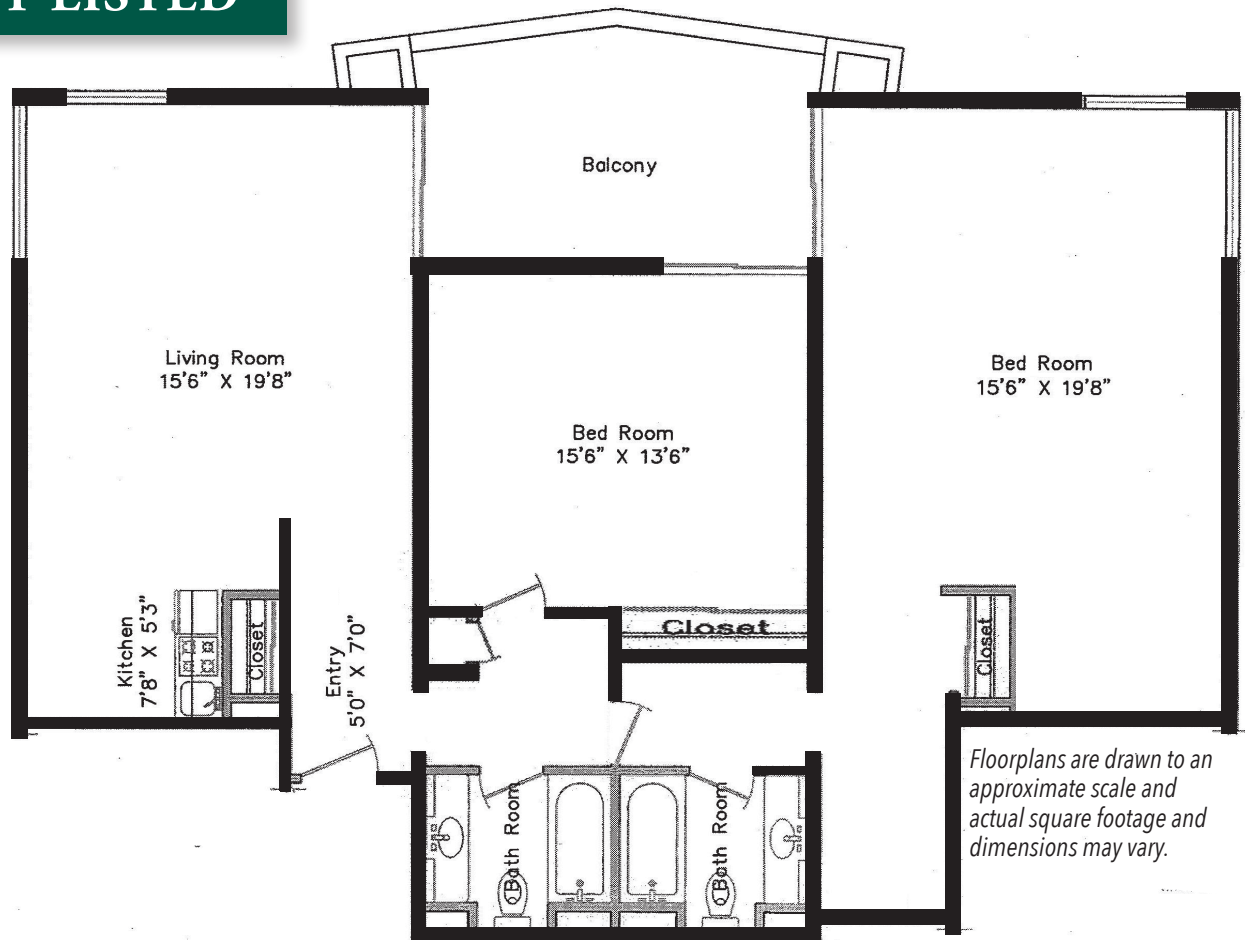 LISTED
Balcony
Living Room
15'6" X 19'8"
Bed Room
15'6" X 13'6"
Bed Room
15'6" X 19'8"
Kitchen
7'8" X 5'3"
Closet
Entry
5'0" X 7'0"
Closet
Closet
Bath Room
Bath Room
Floorplans are drawn to an
approximate scale and
actual square footage and
dimensions may vary.